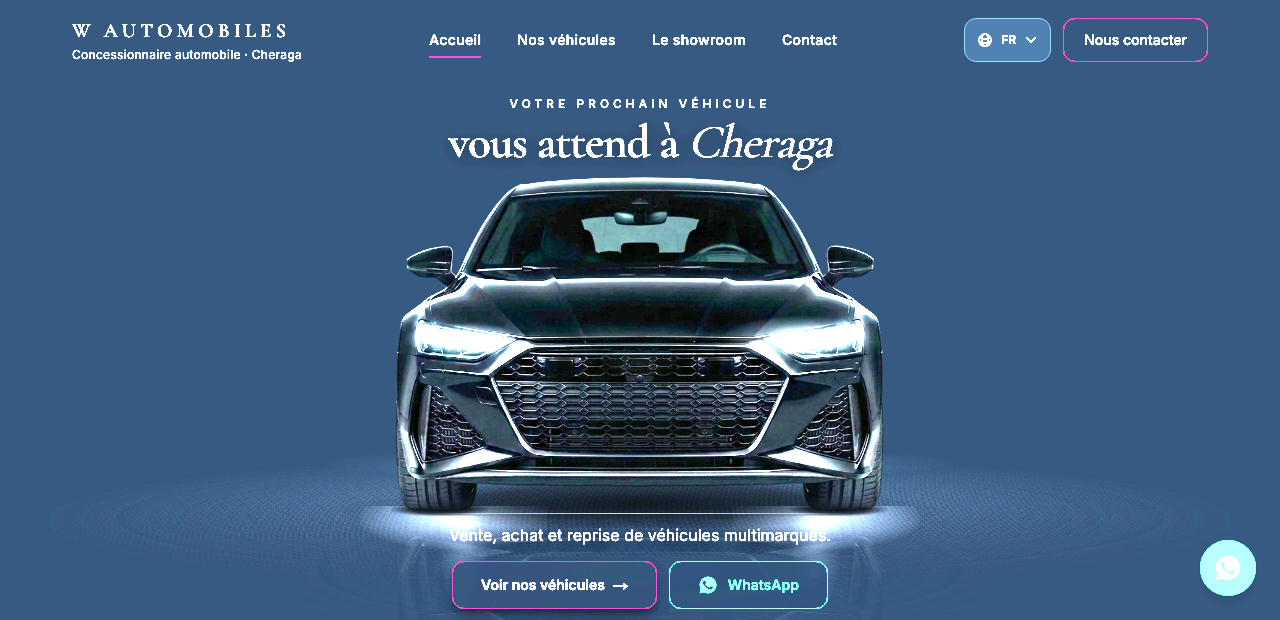 W AUTOMOBILES
Concessionnaire automobile · Cheraga
Accueil
Nos véhicules
Le showroom
Contact
FR
Nous contacter
VOTRE PROCHAIN VÉHICULE
vous attend à Cheraga
Vente, achat et reprise de véhicules multimarques.
Voir nos véhicules →
WhatsApp